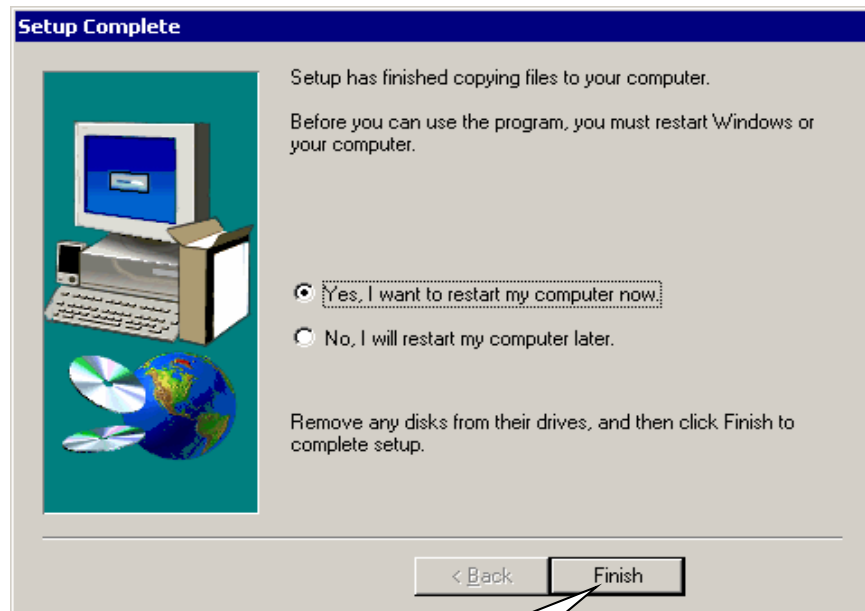 Setup Complete
Setup has finished copying files to your computer.
Before you can use the program, you must restart Windows or
your computer.
Yes, I want to restart my computer now.
No, I will restart my computer later.
Remove any disks from their drives, and then click Finish to
complete setup.
< Back
Finish